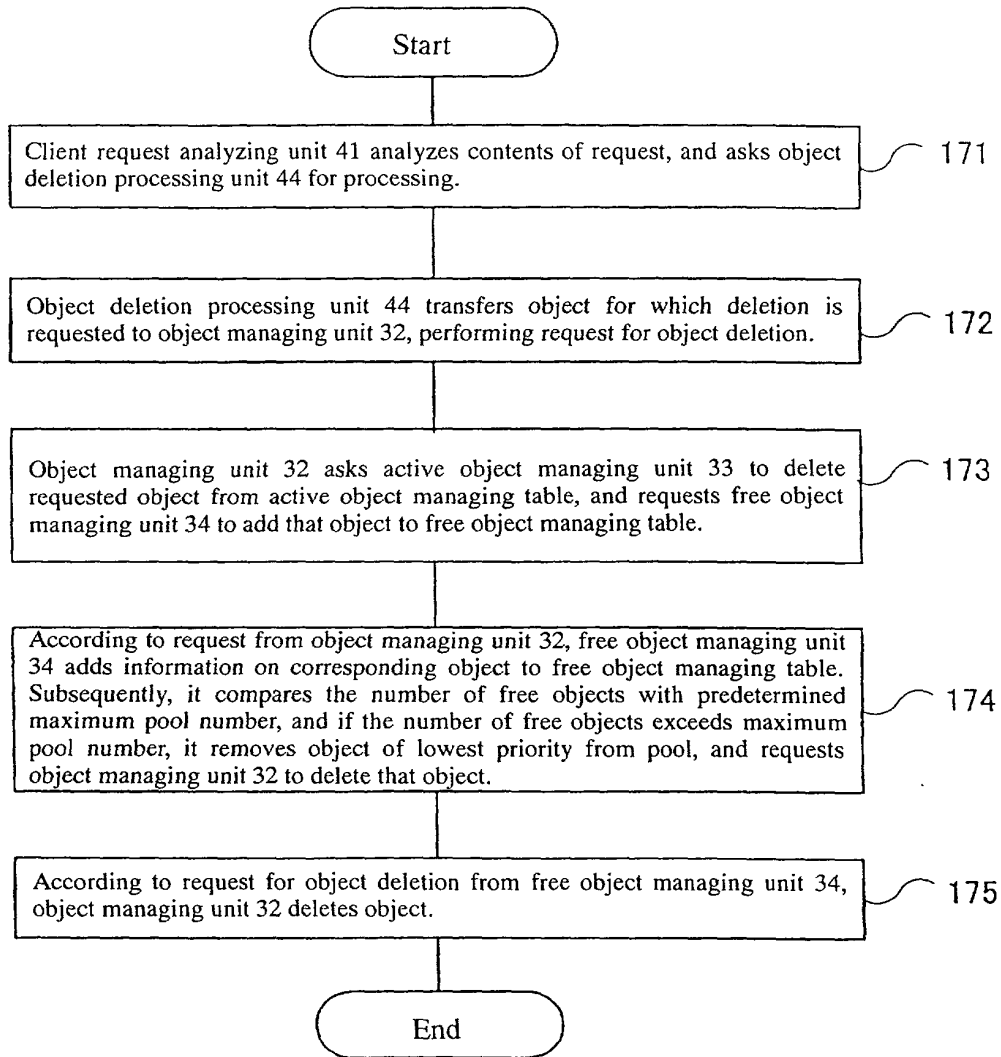 Start
Client request analyzing unit 41 analyzes contents of request, and asks object
deletion processing unit 44 for processing.
171
Object deletion processing unit 44 transfers object for which deletion is
requested to object managing unit 32, performing request for object deletion.
172
Object managing unit 32 asks active object managing unit 33 to delete
requested object from active object managing table, and requests free object
managing unit 34 to add that object to free object managing table.
173
According to request from object managing unit 32, free object managing unit
34 adds information on corresponding object to free object managing table.
Subsequently, it compares the number of free objects with predetermined
maximum pool number, and if the number of free objects exceeds maximum
pool number, it removes object of lowest priority from pool, and requests
object managing unit 32 to delete that object.
174
According to request for object deletion from free object managing unit 34,
object managing unit 32 deletes object.
175
End